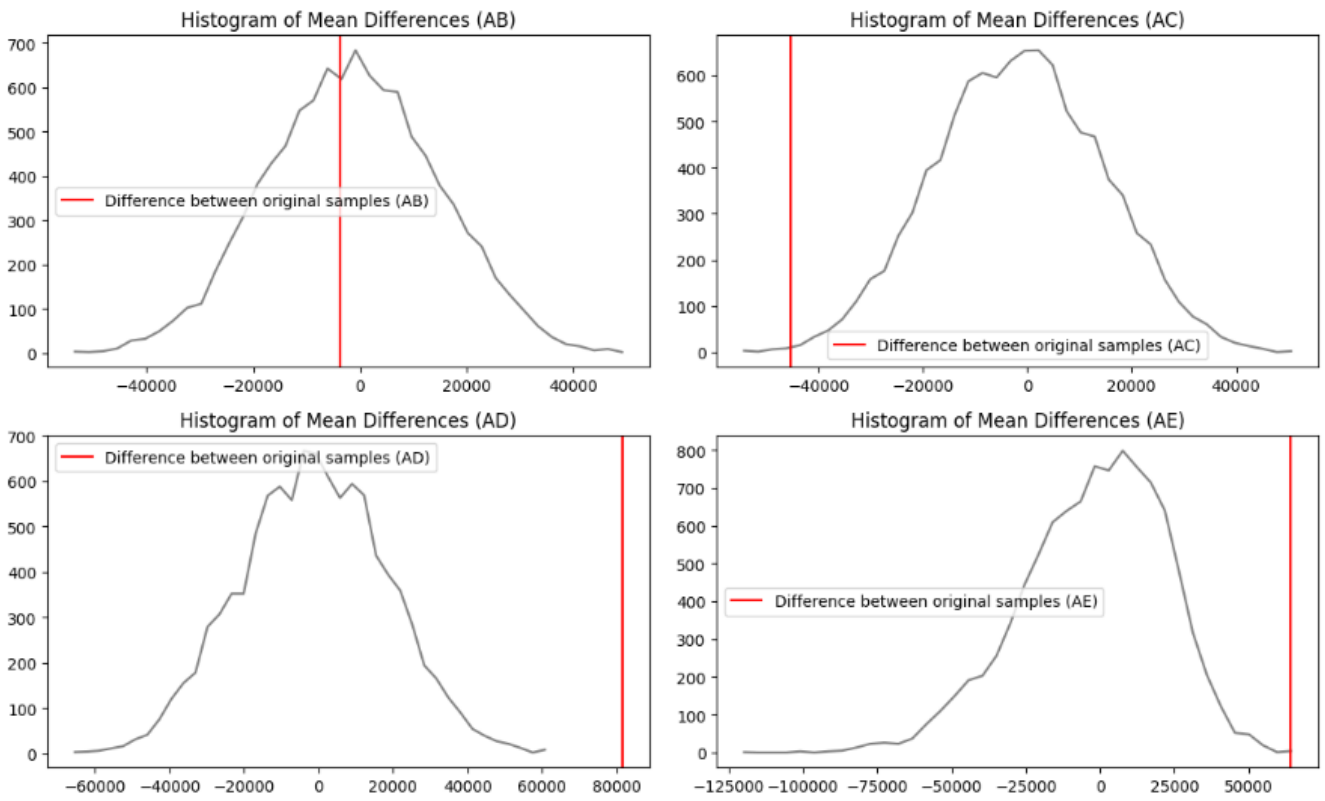 Histogram of Mean Differences (AB)
700
600
500
400
300
200
100
0
Difference between original samples (AB)
−40000 −20000 0 20000 40000
Histogram of Mean Differences (AC)
600
500
400
300
200
100
0
Difference between original samples (AC)
−40000 −20000 0 20000 40000
Histogram of Mean Differences (AD)
700
600
500
400
300
200
100
0
Difference between original samples (AD)
−60000 −40000 −20000 0 20000 40000 60000 80000
Histogram of Mean Differences (AE)
800
700
600
500
400
300
200
100
0
Difference between original samples (AE)
−125000 −100000 −75000 −50000 −25000 0 25000 50000